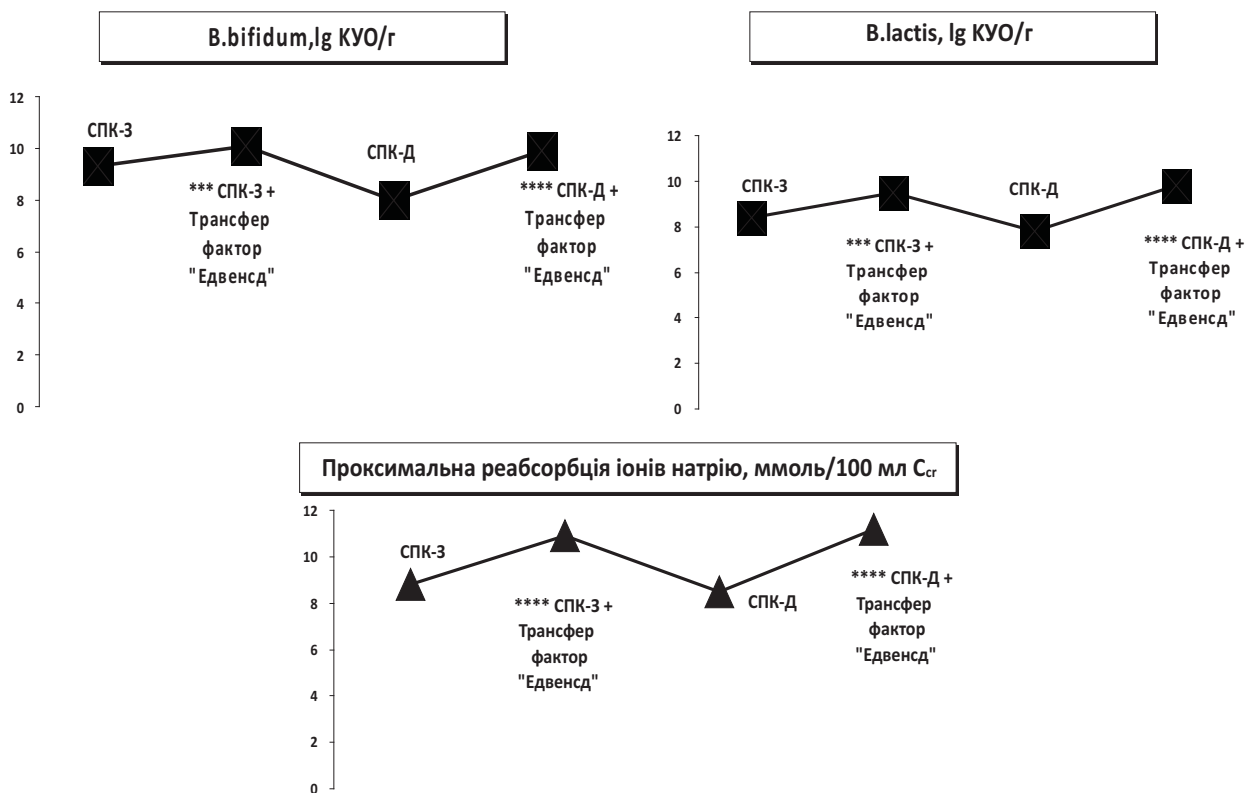 B.bifidum,lg КУО/г
12
10
8
6
4
2
0
СПК-З
*** СПК-З +
Трансфер
фактор
"Едвенсд"
СПК-Д
**** СПК-Д +
Трансфер
фактор
"Едвенсд"
B.lactis, lg КУО/г
12
10
8
6
4
2
0
СПК-З
*** СПК-З +
Трансфер
фактор
"Едвенсд"
СПК-Д
**** СПК-Д +
Трансфер
фактор
"Едвенсд"
Проксимальна реабсорбція іонів натрію, ммоль/100 мл Ccr
12
10
8
6
4
2
0
СПК-З
**** СПК-З +
Трансфер
фактор
"Едвенсд"
СПК-Д
**** СПК-Д +
Трансфер
фактор
"Едвенсд"